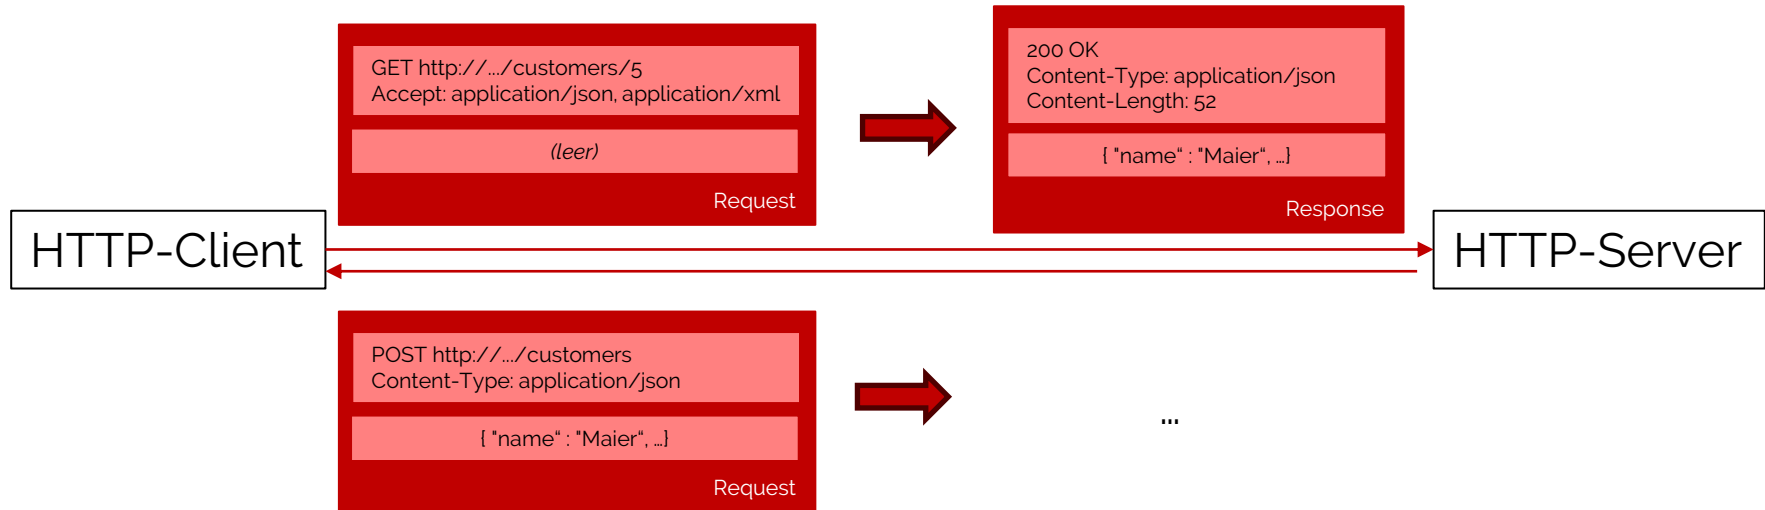 GET http://.../customers/5
Accept: application/json, application/xml
(leer)
Request
200 OK
Content-Type: application/json
Content-Length: 52
{ "name“ : "Maier“, …}
Response
HTTP-Client
HTTP-Server
POST http://.../customers
Content-Type: application/json
{ "name“ : "Maier“, …}
Request
...